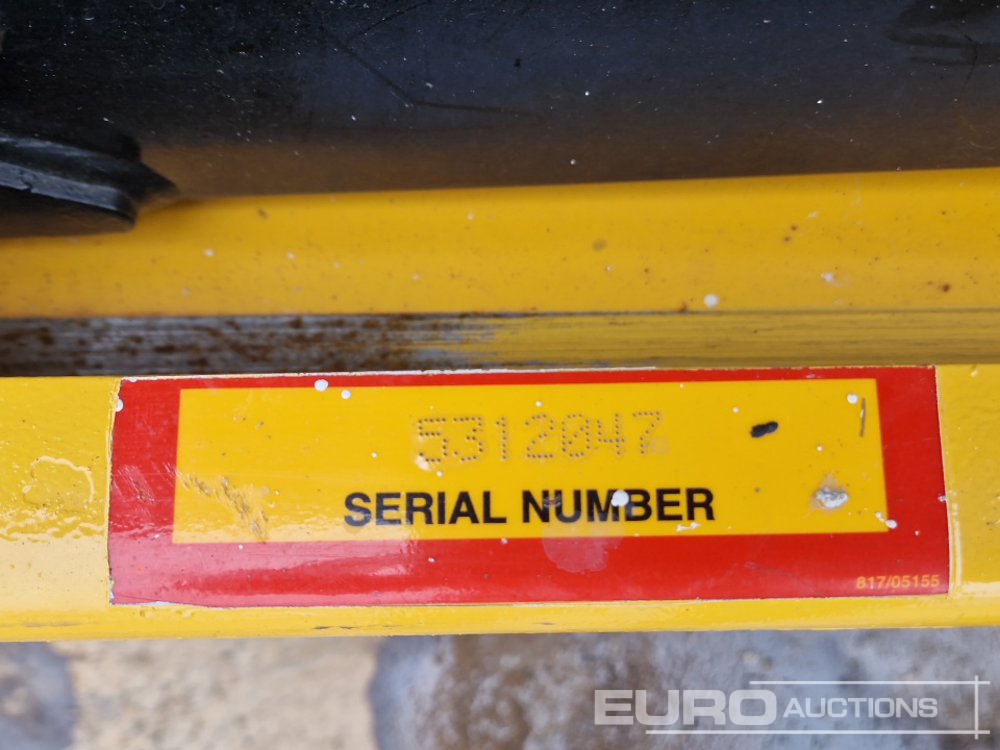 5312047
SERIAL NUMBER
817/05155
EURO AUCTIONS